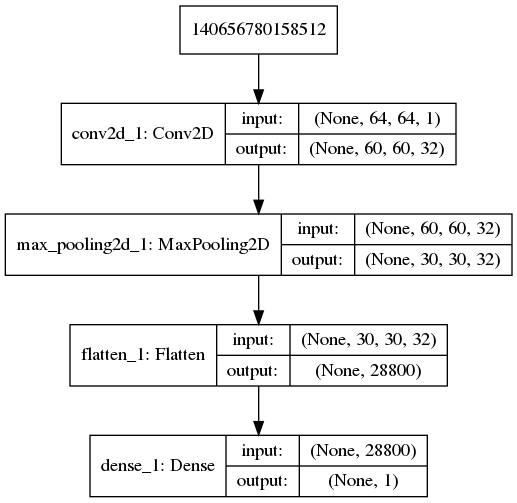 140656780158512
conv2d_1: Conv2D
input: (None, 64, 64, 1)
output: (None, 60, 60, 32)
max_pooling2d_1: MaxPooling2D
input: (None, 60, 60, 32)
output: (None, 30, 30, 32)
flatten_1: Flatten
input: (None, 30, 30, 32)
output: (None, 28800)
dense_1: Dense
input: (None, 28800)
output: (None, 1)